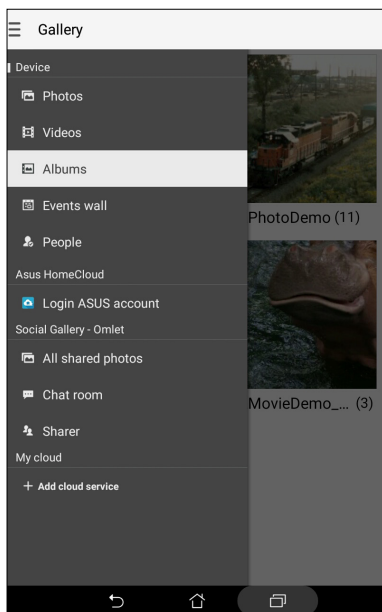 Gallery
Device
Photos
Videos
Albums
Events wall
People
Asus HomeCloud
Login ASUS account
Social Gallery - Omlet
All shared photos
Chat room
Sharer
My cloud
+ Add cloud service
PhotoDemo (11)
MovieDemo_... (3)